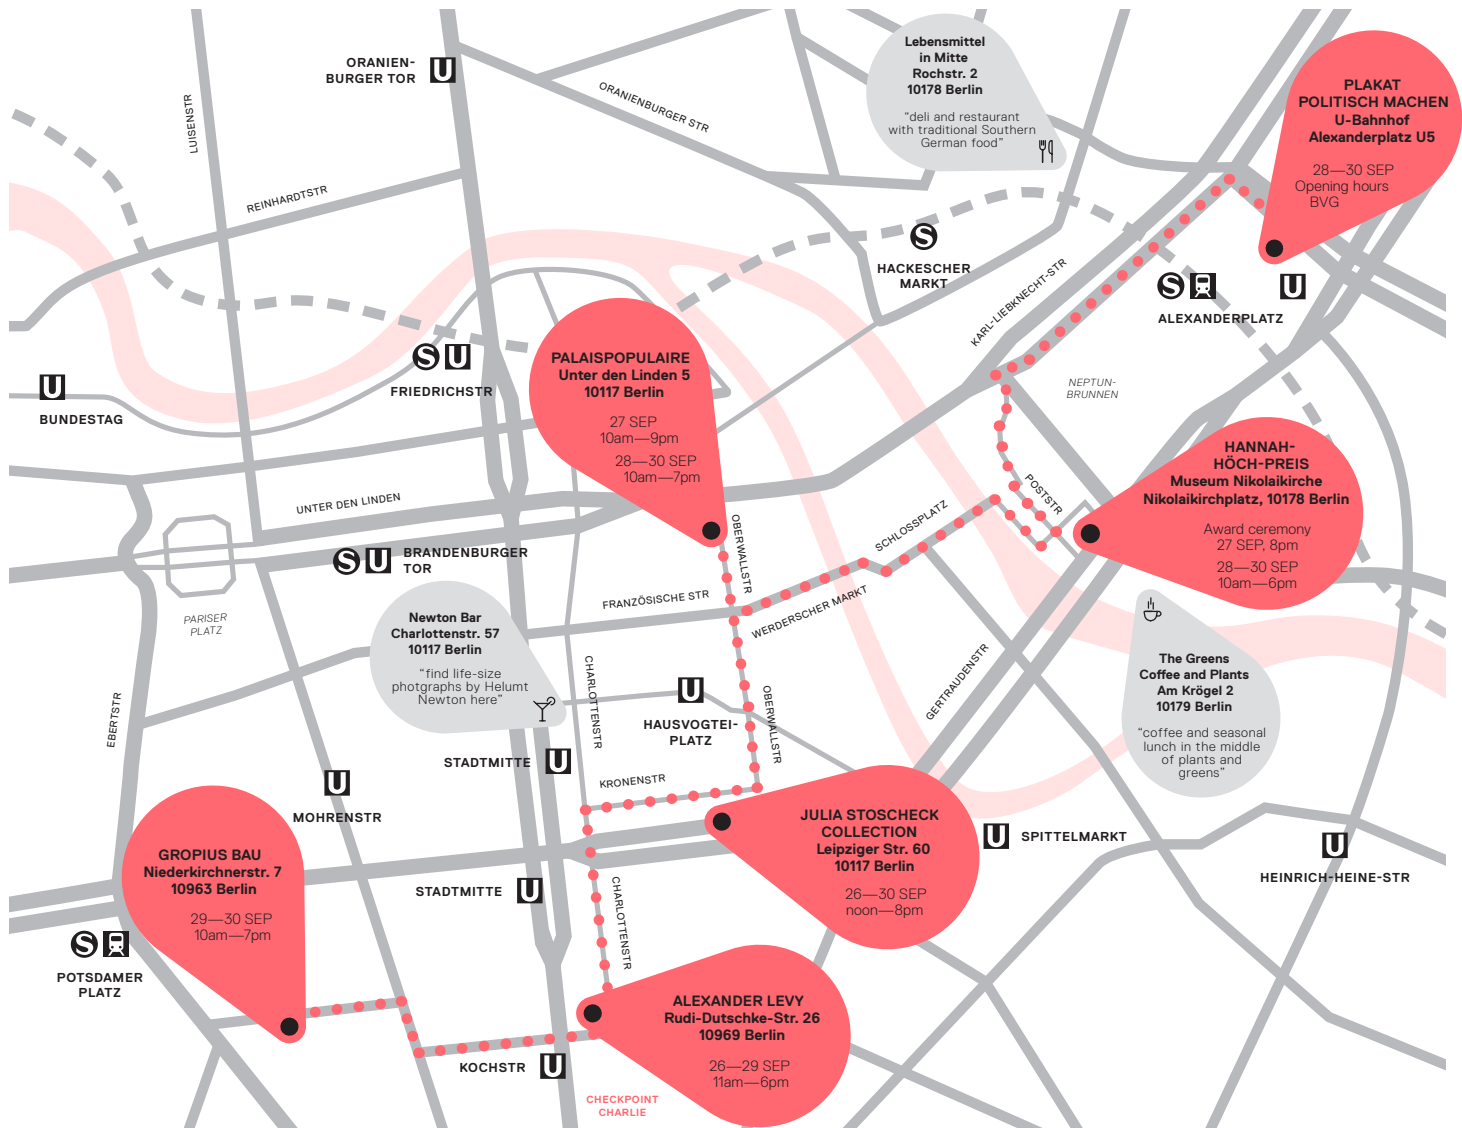 ORANIEN-
BURGER TOR
U
LUISENSTR
ORANIENBURGER STR
REINHARDTSTR
Lebensmittel
in Mitte
Rochstr. 2
10178 Berlin
“deli and restaurant
with traditional Southern
German food”
PLAKAT
POLITISCH MACHEN
U-Bahnhof
Alexanderplatz U5
28—30 SEP
Opening hours
BVG
S
HACKESCHER
MARKT
KARL-LIEBKNECHT-STR
S
U
ALEXANDERPLATZ
NEPTUN-
BRUNNEN
S U
FRIEDRICHSTR
U
BUNDESTAG
PALAISPOPULAIRE
Unter den Linden 5
10117 Berlin
27 SEP
10am—9pm
28—30 SEP
10am—7pm
HANNAH-
HÖCH-PREIS
Museum Nikolaikirche
Nikolaikirchplatz, 10178 Berlin
Award ceremony
27 SEP, 8pm
28—30 SEP
10am—6pm
POSTSTR
SCHLOSSPLATZ
UNTER DEN LINDEN
OBERWALLSTR
S U
BRANDENBURGER
TOR
PARISER
PLATZ
FRANZÖSISCHE STR
WERDERSCHER MARKT
Newton Bar
Charlottenstr. 57
10117 Berlin
“find life-size
photgraphs by Helumt
Newton here”
The Greens
Coffee and Plants
Am Krögel 2
10179 Berlin
“coffee and seasonal
lunch in the middle
of plants and
greens”
GERTRAUDENSTR
EBERTSTR
CHARLOTTENSTR
U
HAUSVOGTEI-
PLATZ
OBERWALLSTR
STADTMITTE
U
KRONENSTR
U
MOHRENSTR
JULIA STOSCHECK
COLLECTION
Leipziger Str. 60
10117 Berlin
26—30 SEP
noon—8pm
U
SPITTELMARKT
U
HEINRICH-HEINE-STR
GROPIUS BAU
Niederkirchnerstr. 7
10963 Berlin
29—30 SEP
10am—7pm
STADTMITTE
U
CHARLOTTENSTR
S
POTSDAMER
PLATZ
ALEXANDER LEVY
Rudi-Dutschke-Str. 26
10969 Berlin
26—29 SEP
11am—6pm
KOCHSTR
U
CHECKPOINT
CHARLIE